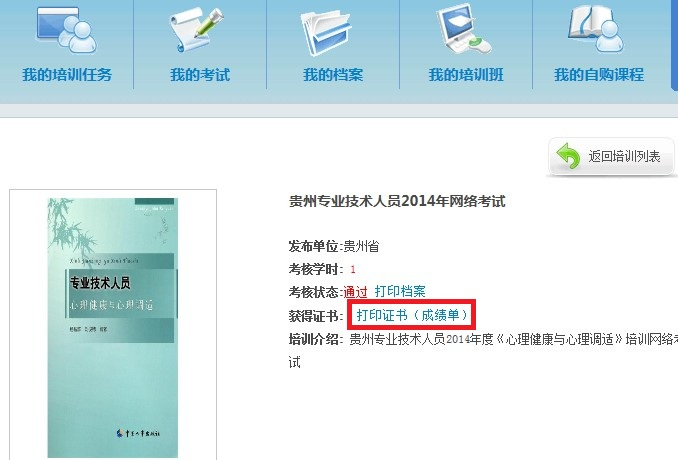 我的培训任务
我的考试
我的档案
我的培训班
我的自购课程
返回培训列表
贵州专业技术人员2014年网络考试
发布单位:贵州省
考核学时: 1
考核状态:通过 打印档案
获得证书: 打印证书（成绩单）
培训介绍: 贵州专业技术人员2014年度《心理健康与心理调适》培训网络考
试
专业技术人员
心理健康与心理调适